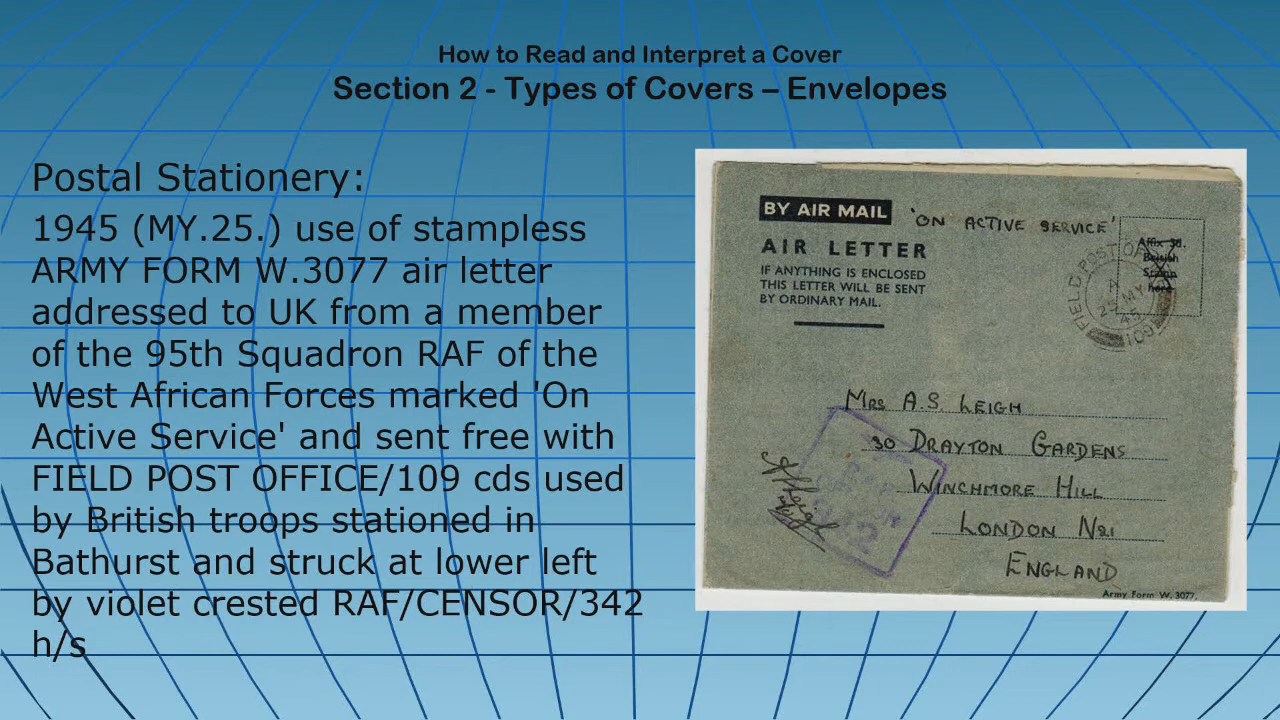 How to Read and Interpret a Cover
Section 2 - Types of Covers – Envelopes
Postal Stationery:
1945 (MY.25.) use of stampless
ARMY FORM W.3077 air letter
addressed to UK from a member
of the 95th Squadron RAF of the
West African Forces marked 'On
Active Service' and sent free with
FIELD POST OFFICE/109 cds used
by British troops stationed in
Bathurst and struck at lower left
by violet crested RAF/CENSOR/342
h/s
BY AIR MAIL 'ON ACTIVE SERVICE'
AIR LETTER
IF ANYTHING IS ENCLOSED
THIS LETTER WILL BE SENT
BY ORDINARY MAIL.
Affix 3d.
British
Stamp
here
FIELD POST OFF
A
25 MY
45
MRS A.S. LEIGH
30 DRAYTON GARDENS
WINCHMORE HILL
LONDON N21
ENGLAND
Army Form W. 3077.